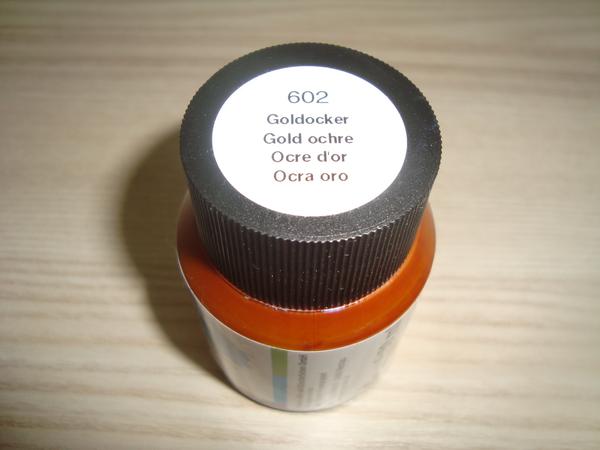 602
Goldocker
Gold ochre
Ocre d'or
Ocra oro